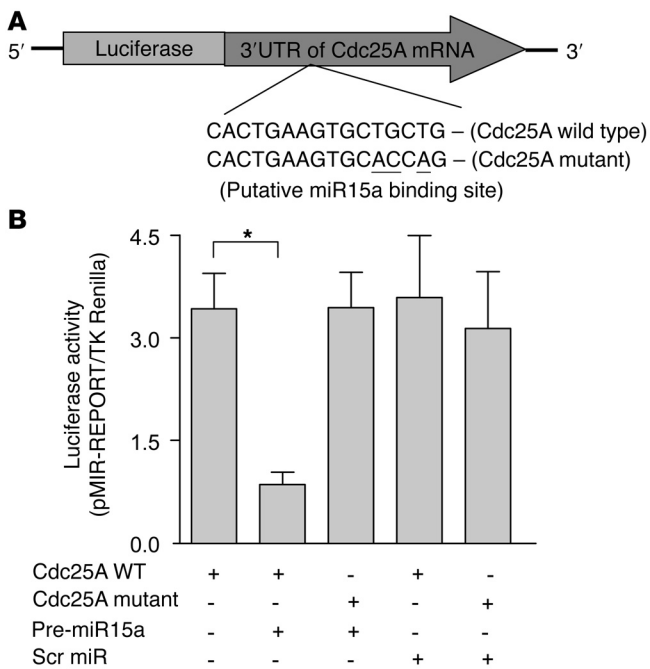 A
5′ Luciferase 3′UTR of Cdc25A mRNA 3′
CACTGAAGTGCTGCTG – (Cdc25A wild type)
CACTGAAGTGCACCAG – (Cdc25A mutant)
(Putative miR15a binding site)
B
Luciferase activity
(pMIR-REPORT/TK Renilla)
4.5
3.0
1.5
0.0
*
Cdc25A WT + + - + -
Cdc25A mutant - - + - +
Pre-miR15a - + + - -
Scr miR - - - + +